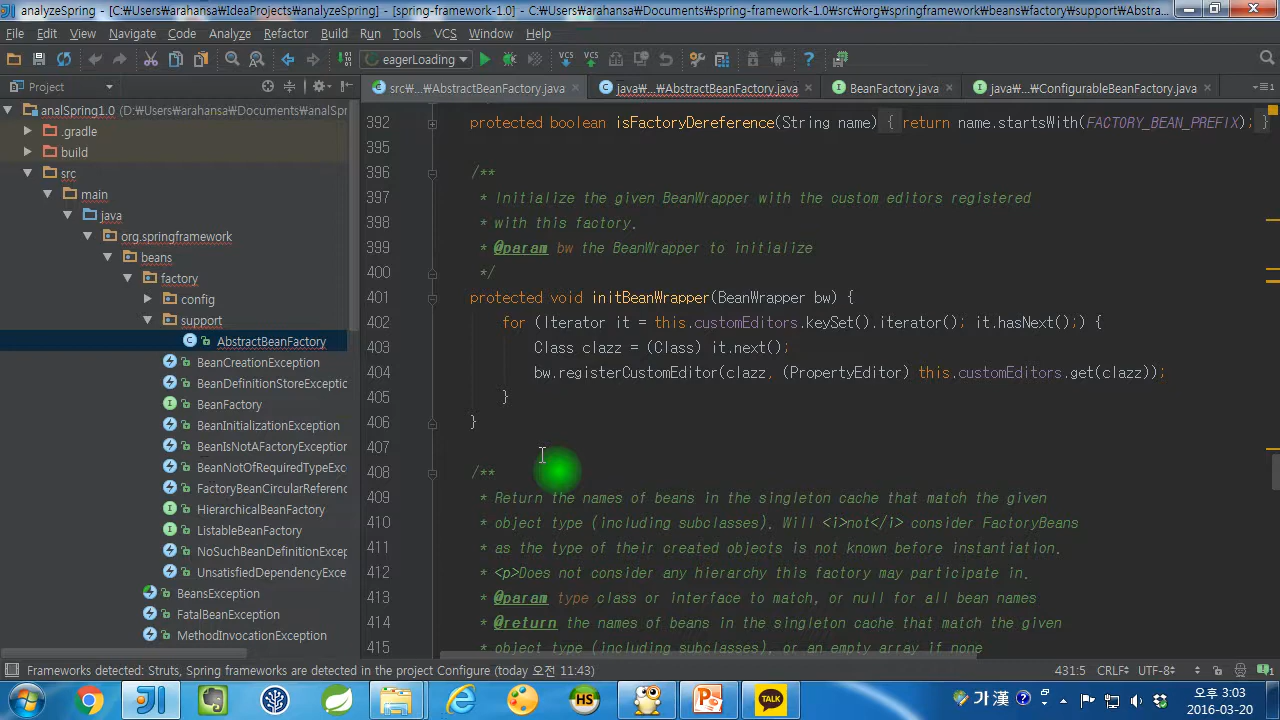 analyzeSpring - [C:￦Users￦arahansa￦IdeaProjects￦analyzeSpring] - [spring-framework-1.0] - C:￦Users￦arahansa￦Documents￦spring-framework-1.0￦src￦org￦springframework￦beans￦factory￦support￦Abstra...
File Edit View Navigate Code Analyze Refactor Build Run Tools VCS Window Help
eagerLoading
Project
src￦...￦AbstractBeanFactory.java
java￦...￦AbstractBeanFactory.java
BeanFactory.java
java￦...￦ConfigurableBeanFactory.java
analSpring1.0 (D:￦Users￦arahansa￦Documents￦analSpr
.gradle
build
src
main
java
org.springframework
beans
factory
config
support
AbstractBeanFactory
BeanCreationException
BeanDefinitionStoreExceptio
BeanFactory
BeanInitializationException
BeanIsNotAFactoryException
BeanNotOfRequiredTypeExc
FactoryBeanCircularReferenc
HierarchicalBeanFactory
ListableBeanFactory
NoSuchBeanDefinitionExcep
UnsatisfiedDependencyExce
BeansException
FatalBeanException
MethodInvocationException
392 protected boolean isFactoryDereference(String name) { return name.startsWith(FACTORY_BEAN_PREFIX); }
395
396 /**
397 * Initialize the given BeanWrapper with the custom editors registered
398 * with this factory.
399 * @param bw the BeanWrapper to initialize
400 */
401 protected void initBeanWrapper(BeanWrapper bw) {
402 for (Iterator it = this.customEditors.keySet().iterator(); it.hasNext();) {
403 Class clazz = (Class) it.next();
404 bw.registerCustomEditor(clazz, (PropertyEditor) this.customEditors.get(clazz));
405 }
406 }
407
408 /**
409 * Return the names of beans in the singleton cache that match the given
410 * object type (including subclasses). Will <i>not</i> consider FactoryBeans
411 * as the type of their created objects is not known before instantiation.
412 * <p>Does not consider any hierarchy this factory may participate in.
413 * @param type class or interface to match, or null for all bean names
414 * @return the names of beans in the singleton cache that match the given
415 * object type (including subclasses), or an empty array if none
Frameworks detected: Struts, Spring frameworks are detected in the project Configure (today 오전 11:43)
431:5 CRLF÷ UTF-8÷
HS
TALK
가 漢
오후 3:03
2016-03-20